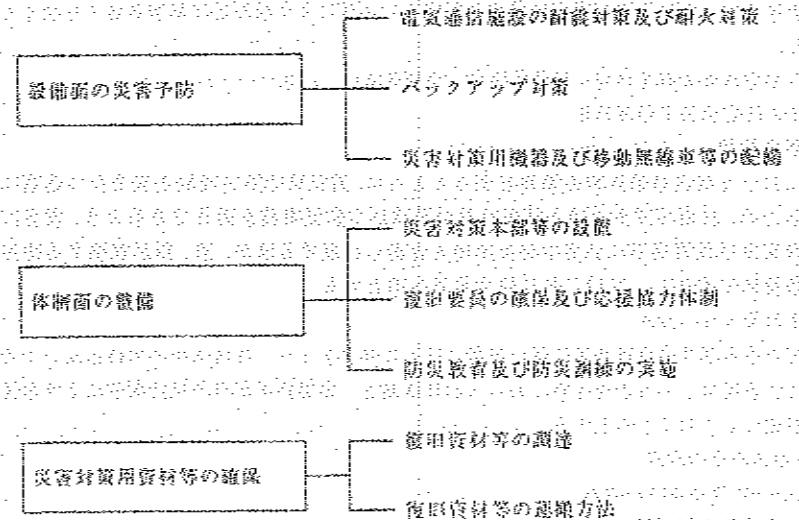 電気通信施設の耐震対策及び耐火対策
設備面の災害予防
バックアップ対策
災害対策用機器及び移動無線車等の配備
災害対策本部等の設置
体制面の整備
復旧要員の確保及び応援協力体制
防災教育及び防災訓練の実施
復旧資材等の調達
災害対策用資材等の確保
復旧資材等の運搬方法